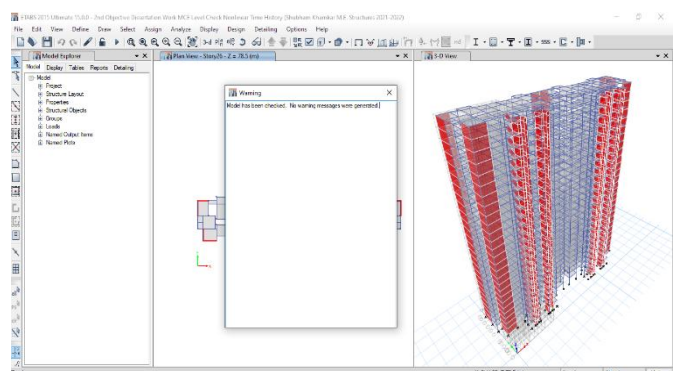 ETABS 2015 Ultimate 15.0.0 - 2nd Objective Dissertation Work MCE Level Check Nonlinear Time History (Shubham Khamkar M.E. Structures 2021-2022)
File Edit View Define Draw Select Assign Analyze Display Design Detailing Options Help
Model Explorer
Plan View - Story26 - Z = 78.5 (m)
3-D View
Model Display Tables Reports Detailing
Model
Project
Structure Layout
Properties
Structural Objects
Groups
Loads
Named Output Items
Named Plots
Warning
Model has been checked. No warning messages were generated.